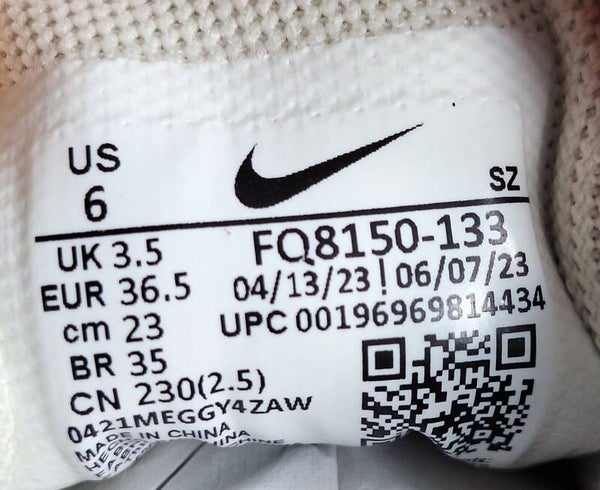 US
6
SZ
UK 3.5
EUR 36.5
cm 23
BR 35
CN 230(2.5)
FQ8150-133
04/13/23 | 06/07/23
UPC 00196969814434
0421MEGGY4ZAW
MADE IN CHINA